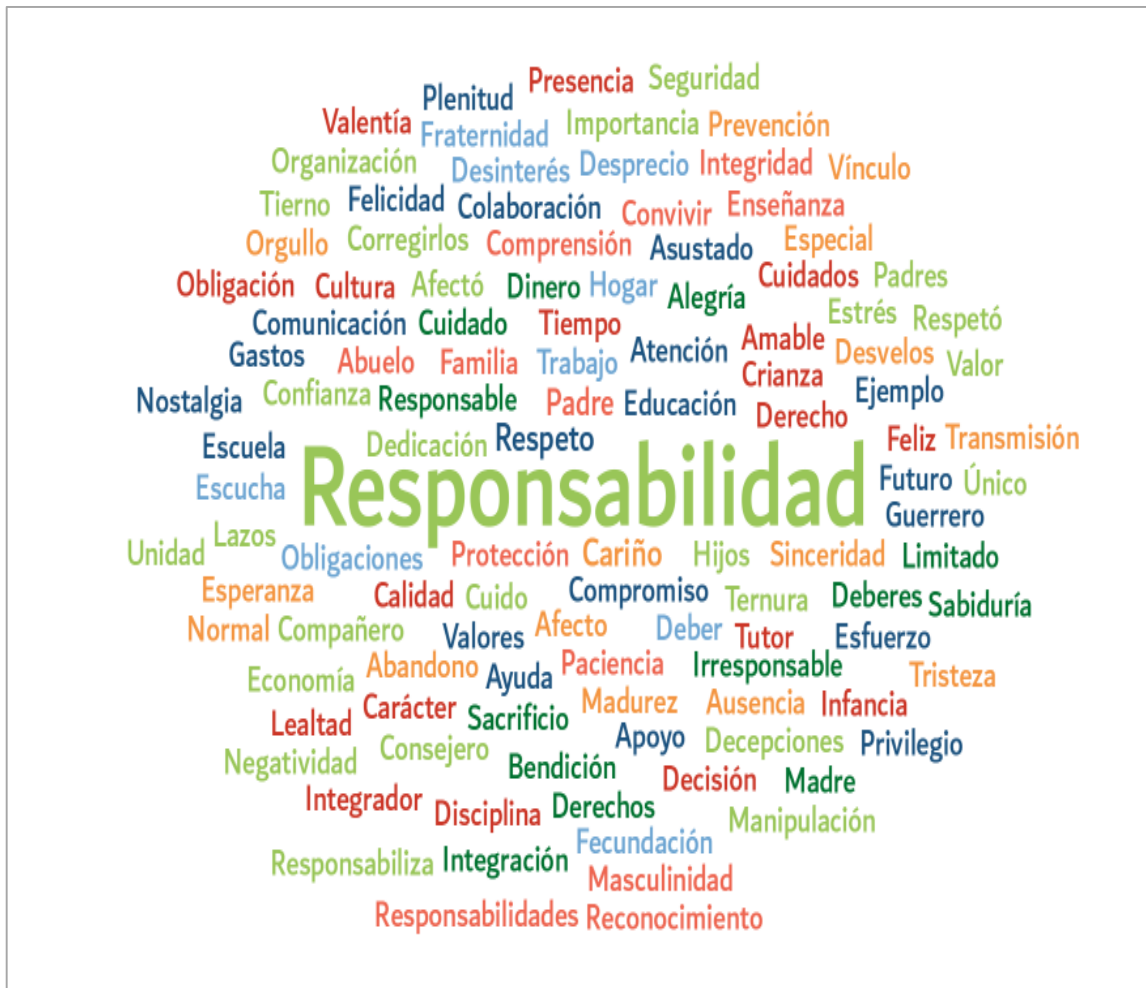 Presencia Seguridad
Plenitud
Valentía Fraternidad Importancia Prevención
Organización Desinterés Desprecio Integridad Vínculo
Tierno Felicidad Colaboración Convivir Enseñanza
Orgullo Corregirlos Comprensión Asustado Especial
Obligación Cultura Afectó Dinero Hogar Alegría Cuidados Padres
Comunicación Cuidado Tiempo Estrés Respetó
Gastos Abuelo Familia Trabajo Atención Amable Desvelos Valor
Nostalgia Confianza Responsable Padre Educación Crianza Ejemplo
Derecho
Escuela Dedicación Respeto Feliz Transmisión
Escucha Responsabilidad Futuro Único
Guerrero
Unidad Lazos Obligaciones Protección Cariño Hijos Sinceridad Limitado
Esperanza Calidad Cuido Compromiso Ternura Deberes Sabiduría
Normal Compañero Valores Afecto Deber Tutor Esfuerzo
Economía Abandono Ayuda Paciencia Irresponsable Tristeza
Lealtad Carácter Sacrificio Madurez Ausencia Infancia
Negatividad Consejero Apoyo Decepciones Privilegio
Bendición Decisión Madre
Integrador Disciplina Derechos Manipulación
Fecundación
Responsabiliza Integración
Masculinidad
Responsabilidades Reconocimiento